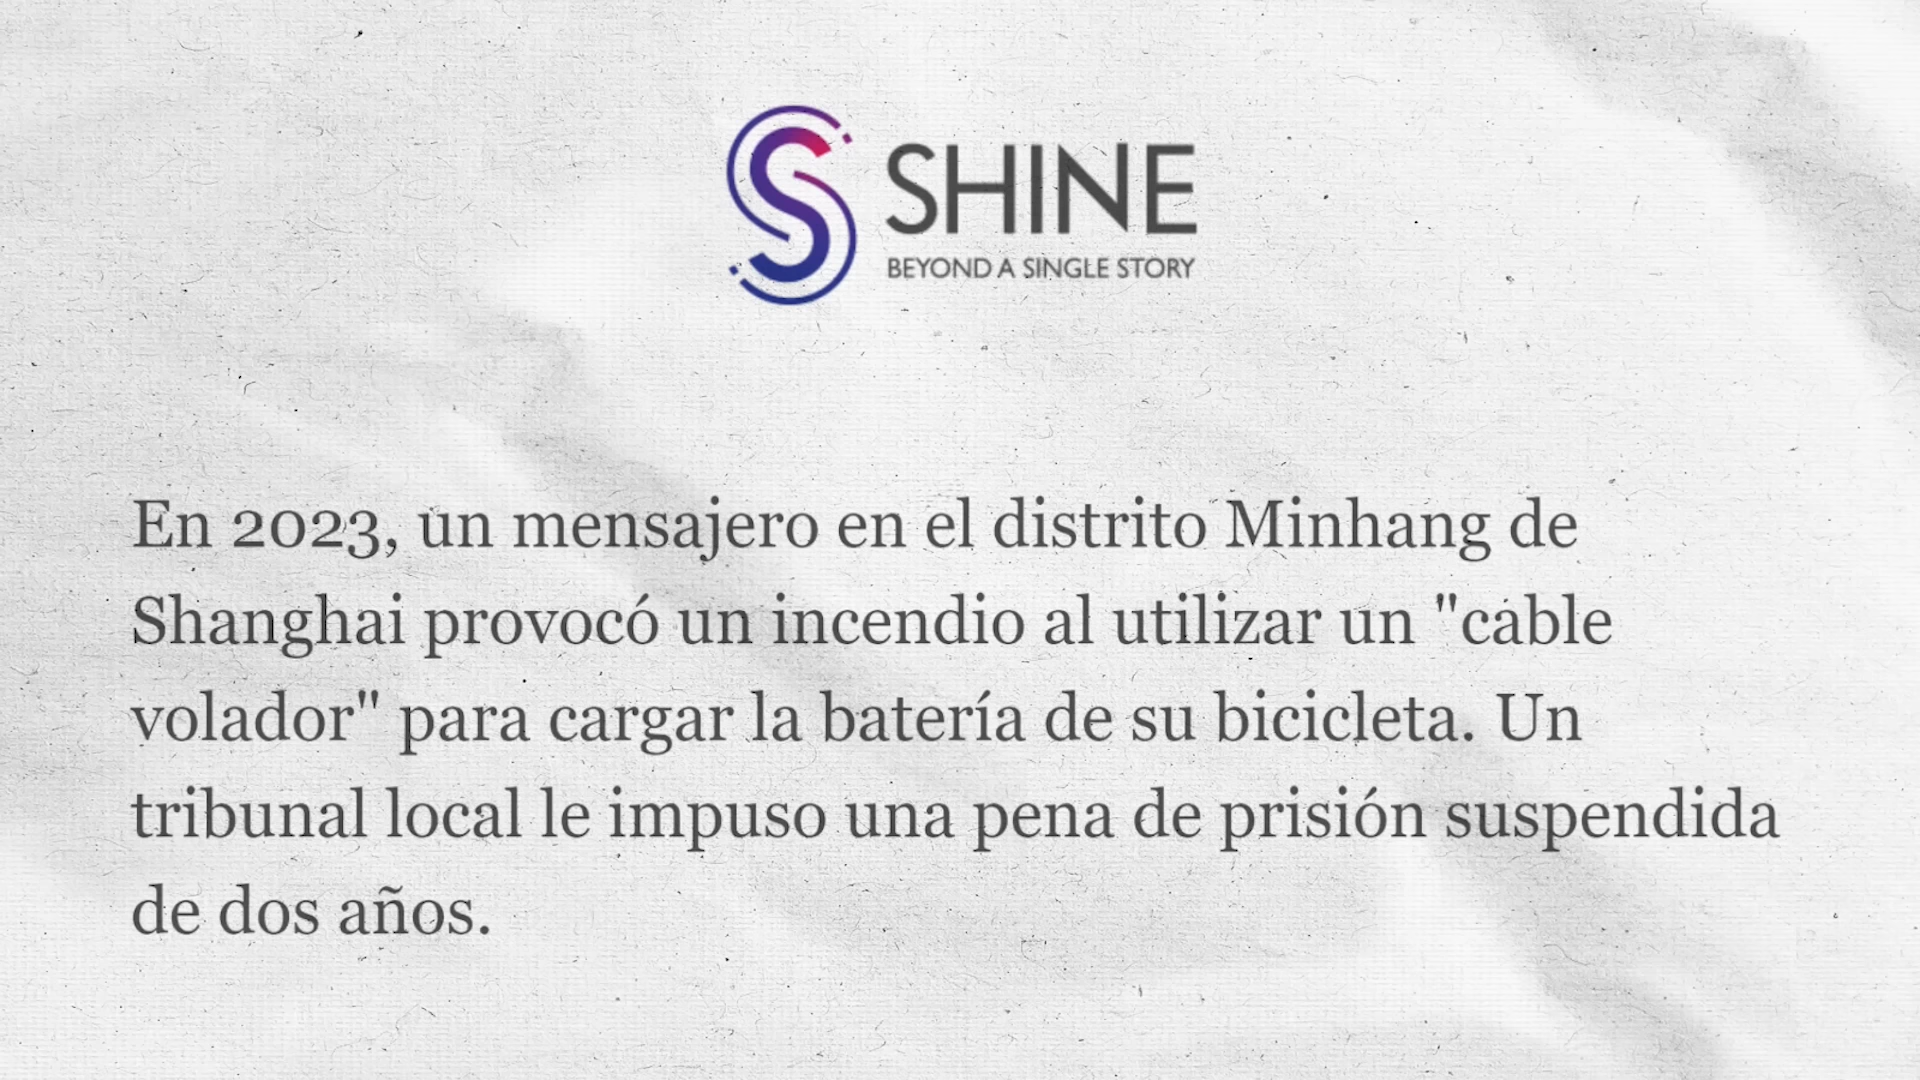 SHINE
BEYOND A SINGLE STORY
En 2023, un mensajero en el distrito Minhang de
Shanghai provocó un incendio al utilizar un "cable
volador" para cargar la batería de su bicicleta. Un
tribunal local le impuso una pena de prisión suspendida
de dos años.